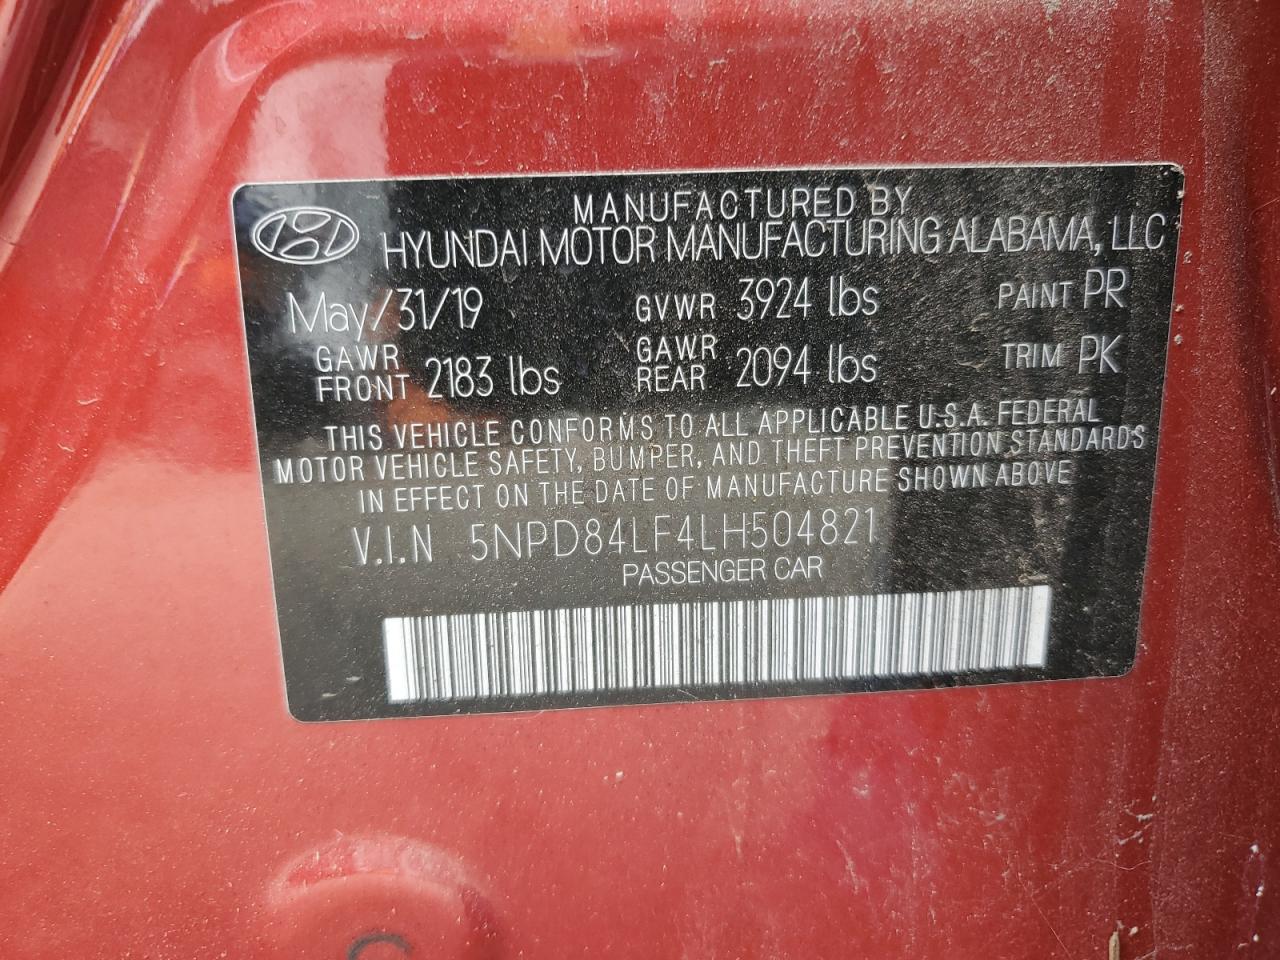 MANUFACTURED BY
HYUNDAI MOTOR MANUFACTURING ALABAMA, LLC
May/31/19 GVWR 3924 lbs PAINT PR
GAWR FRONT 2183 lbs GAWR REAR 2094 lbs TRIM PK
THIS VEHICLE CONFORMS TO ALL APPLICABLE U.S.A. FEDERAL
MOTOR VEHICLE SAFETY, BUMPER, AND THEFT PREVENTION STANDARDS
IN EFFECT ON THE DATE OF MANUFACTURE SHOWN ABOVE
V.I.N 5NPD84LF4LH504821
PASSENGER CAR